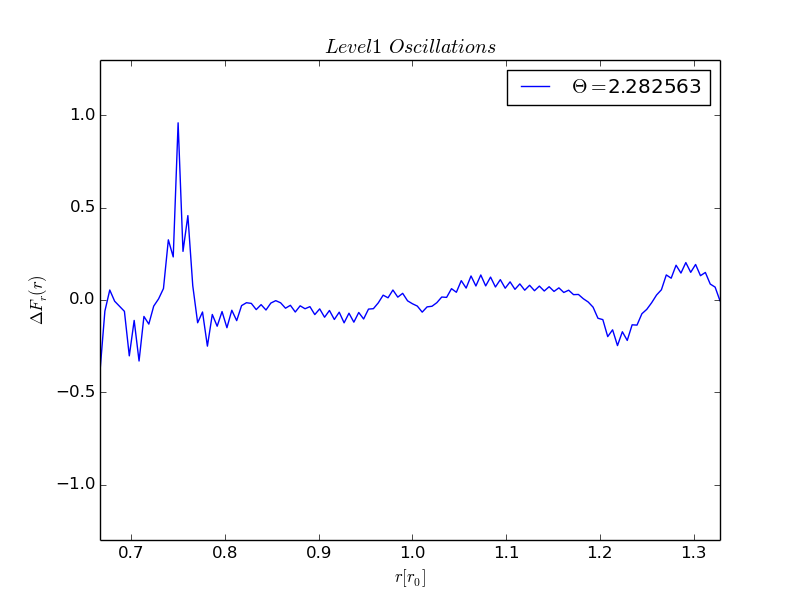 Level1 Oscillations
Θ = 2.282563
1.0
0.5
0.0
−0.5
−1.0
ΔF_r(r)
0.7 0.8 0.9 1.0 1.1 1.2 1.3
r[r_0]